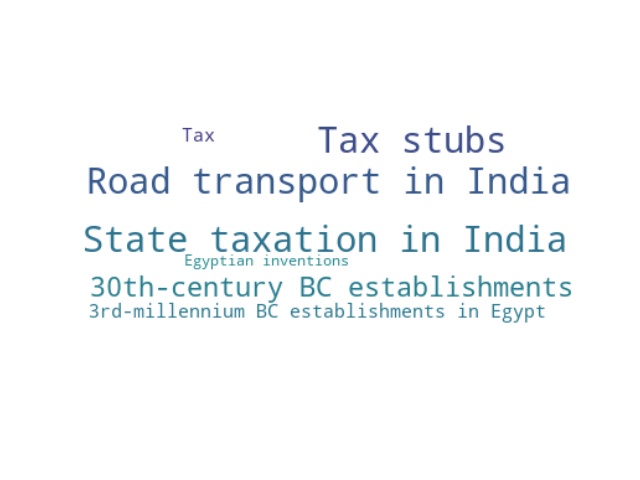 Tax
Tax stubs
Road transport in India
State taxation in India
Egyptian inventions
30th-century BC establishments
3rd-millennium BC establishments in Egypt